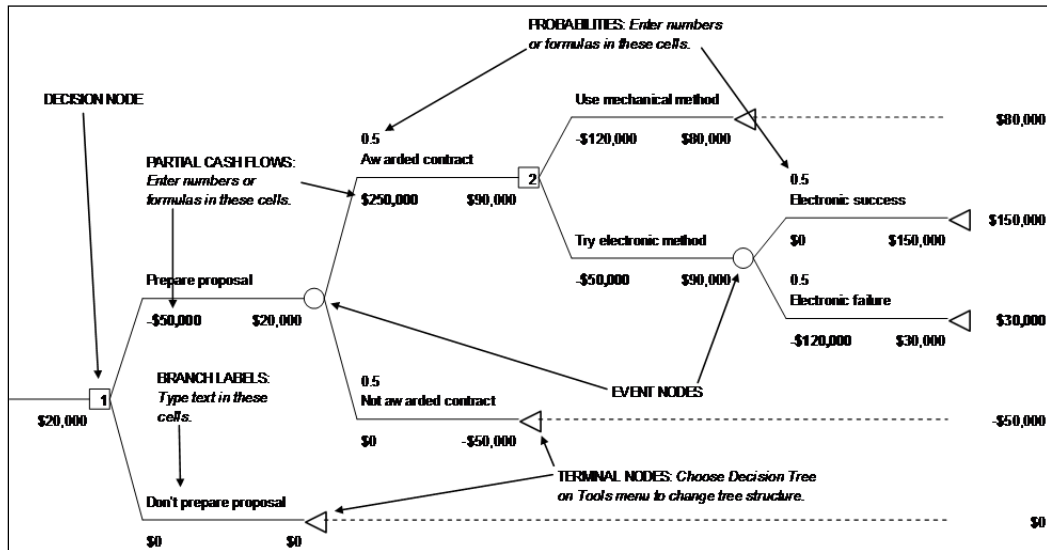 PROBABILITIES: Enter numbers
or formulas in these cells.
DECISION NODE
Use mechanical method
$80,000
0.5
-$120,000 $80,000
PARTIAL CASH FLOWS:
Enter numbers or
formulas in these cells.
Awarded contract
0.5
2
Electronic success
$250,000 $90,000
$150,000
Try electronic method
$0 $150,000
Prepare proposal
-$50,000 $90,000
0.5
Electronic failure
-$50,000 $20,000
$30,000
-$120,000 $30,000
BRANCH LABELS:
Type text in these
cells.
0.5
EVENT NODES
1
Not awarded contract
$20,000
-$50,000
$0 -$50,000
TERMINAL NODES: Choose Decision Tree
on Tools menu to change tree structure.
Don't prepare proposal
$0
$0 $0